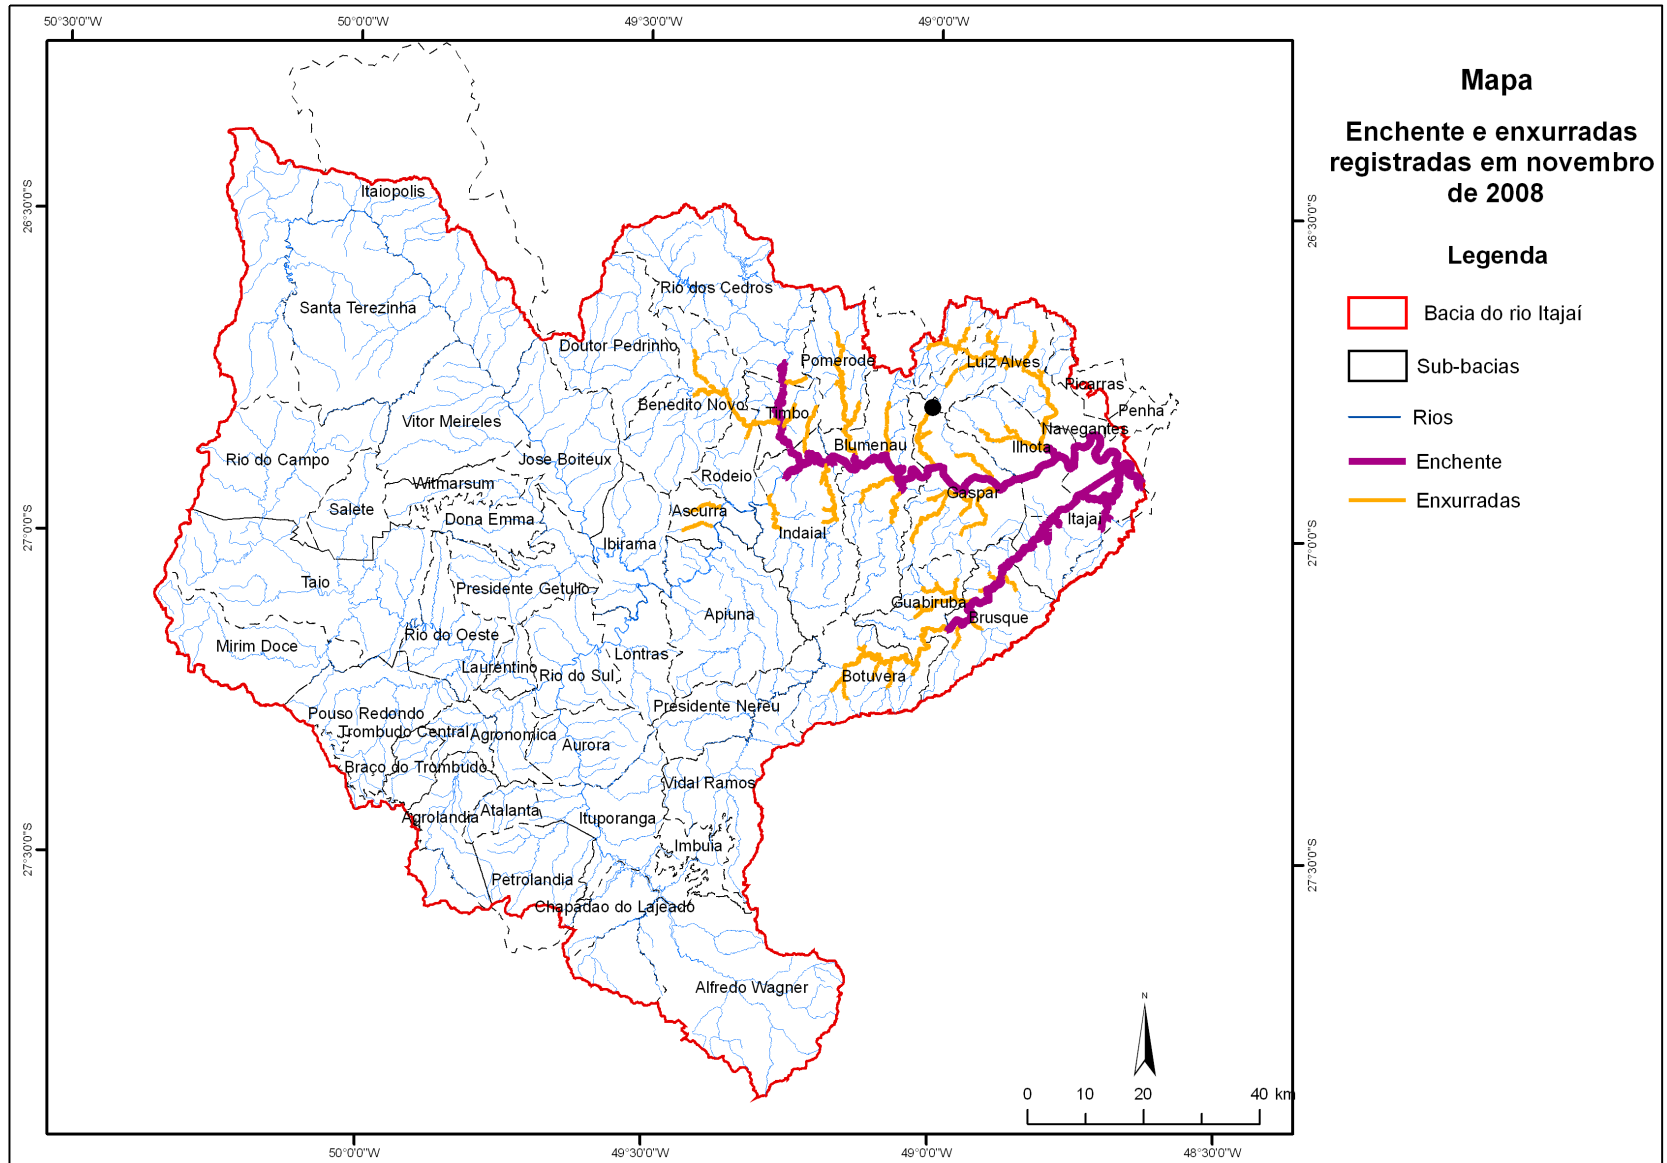 50°30'0"W
50°0'0"W
49°30'0"W
49°0'0"W
Mapa
Enchente e enxurradas
registradas em novembro
de 2008
Legenda
Bacia do rio Itajaí
Sub-bacias
Rios
Enchente
Enxurradas
26°30'0"S
27°0'0"S
27°30'0"S
26°30'0"S
27°0'0"S
27°30'0"S
Itaiopolis
Rio dos Cedros
Santa Terezinha
Doutor Pedrinho
Pomerode
Luiz Alves
Picarras
Benedito Novo
Timbo
Penha
Vitor Meireles
Navegantes
Blumenau
Ilhota
Rio do Campo
Jose Boiteux
Rodeio
Witmarsum
Gaspar
Salete
Ascurra
Dona Emma
Itajai
Indaial
Ibirama
Taio
Presidente Getulio
Guabiruba
Apiuna
Brusque
Rio do Oeste
Mirim Doce
Lontras
Laurentino
Rio do Sul
Botuvera
Presidente Nereu
Pouso Redondo
Trombudo Central
Agronomica
Aurora
Braço do Trombudo
Vidal Ramos
Atalanta
Agrolandia
Ituporanga
Imbuia
Petrolandia
Chapadao do Lajeado
Alfredo Wagner
N
0 10 20 40 km
50°0'0"W
49°30'0"W
49°0'0"W
48°30'0"W